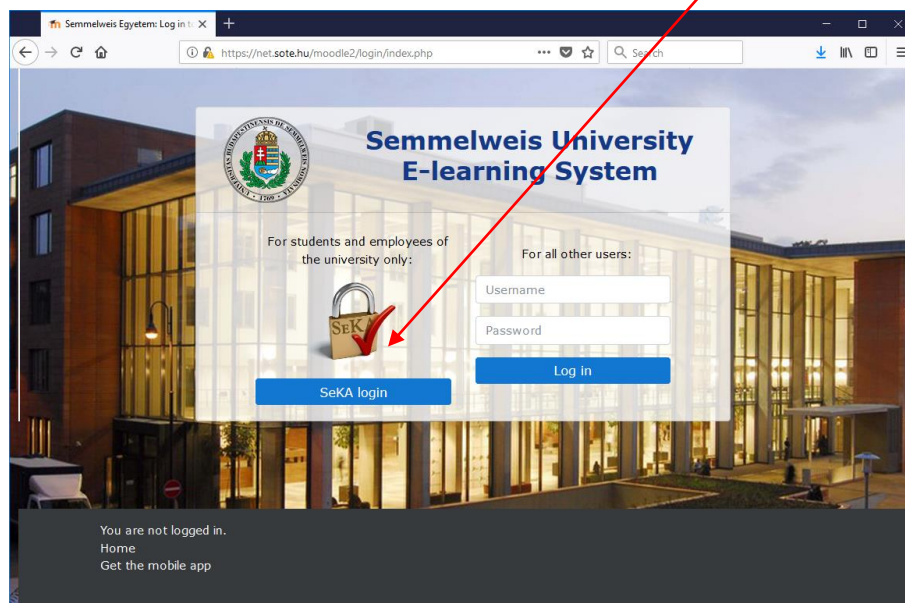 Semmelweis Egyetem: Log in t
https://net.sote.hu/moodle2/login/index.php
Search
Semmelweis University
E-learning System
For students and employees of
the university only:
For all other users:
SeKA
Username
Password
Log in
SeKA login
You are not logged in.
Home
Get the mobile app